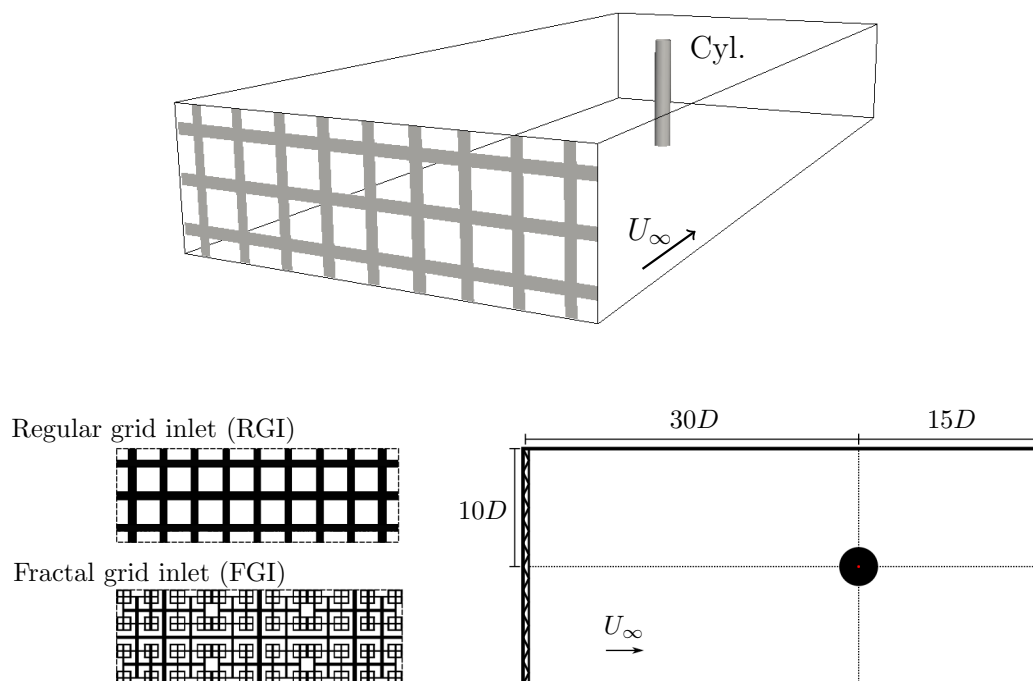 Cyl.
U∞
Regular grid inlet (RGI)
30D
15D
10D
Fractal grid inlet (FGI)
U∞